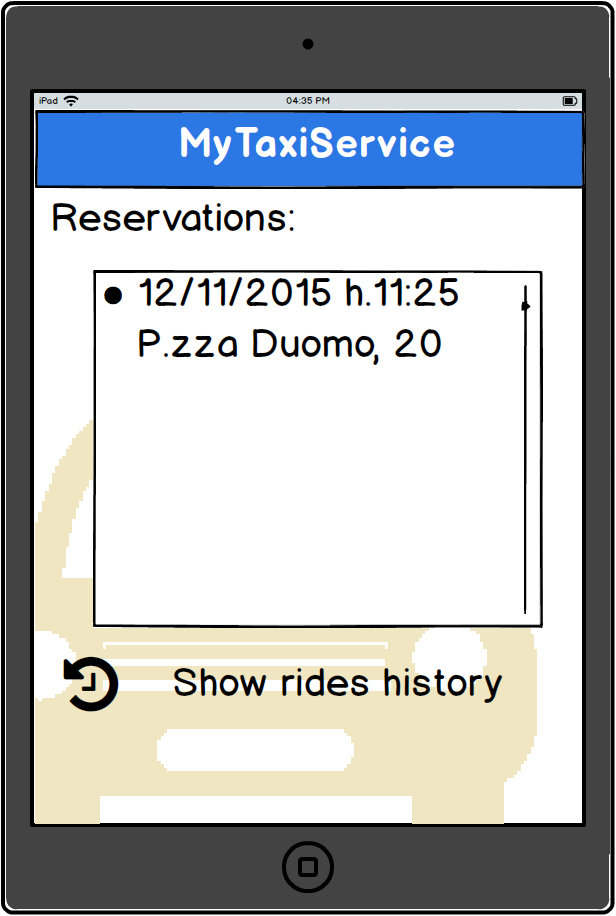 iPad
04:35 PM
MyTaxiService
Reservations:
12/11/2015 h.11:25
P.zza Duomo, 20
Show rides history